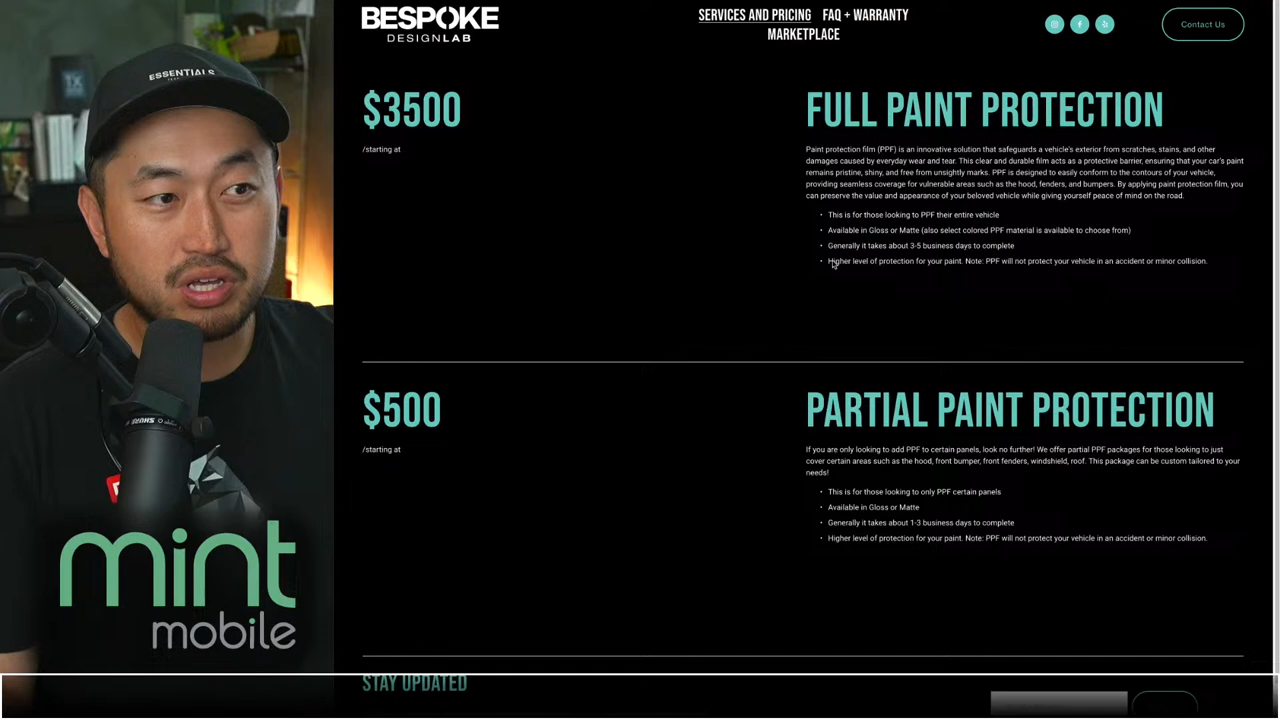 BESPOKE
DESIGNLAB
SERVICES AND PRICING FAQ + WARRANTY
MARKETPLACE
Contact Us
ESSENTIALS
$3500
/starting at
FULL PAINT PROTECTION
Paint protection film (PPF) is an innovative solution that safeguards a vehicle's exterior from scratches, stains, and other
damages caused by everyday wear and tear. This clear and durable film acts as a protective barrier, ensuring that your car's paint
remains pristine, shiny, and free from unsightly marks. PPF is designed to easily conform to the contours of your vehicle,
providing seamless coverage for vulnerable areas such as the hood, fenders, and bumpers. By applying paint protection film, you
can preserve the value and appearance of your beloved vehicle while giving yourself peace of mind on the road.
• This is for those looking to PPF their entire vehicle
• Available in Gloss or Matte (also select colored PPF material is available to choose from)
• Generally it takes about 3-5 business days to complete
• Higher level of protection for your paint. Note: PPF will not protect your vehicle in an accident or minor collision.
$500
/starting at
PARTIAL PAINT PROTECTION
If you are only looking to add PPF to certain panels, look no further! We offer partial PPF packages for those looking to just
cover certain areas such as the hood, front bumper, front fenders, windshield, roof. This package can be custom tailored to your
needs!
• This is for those looking to only PPF certain panels
• Available in Gloss or Matte
• Generally it takes about 1-3 business days to complete
• Higher level of protection for your paint. Note: PPF will not protect your vehicle in an accident or minor collision.
SHURE
mint
mobile
STAY UPDATED